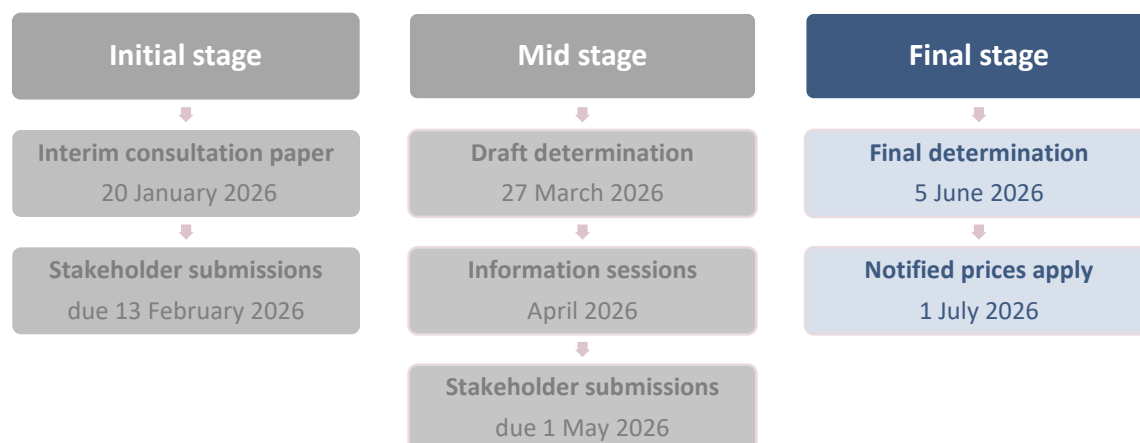 Initial stage
Interim consultation paper
20 January 2026
Stakeholder submissions
due 13 February 2026
Mid stage
Draft determination
27 March 2026
Information sessions
April 2026
Stakeholder submissions
due 1 May 2026
Final stage
Final determination
5 June 2026
Notified prices apply
1 July 2026